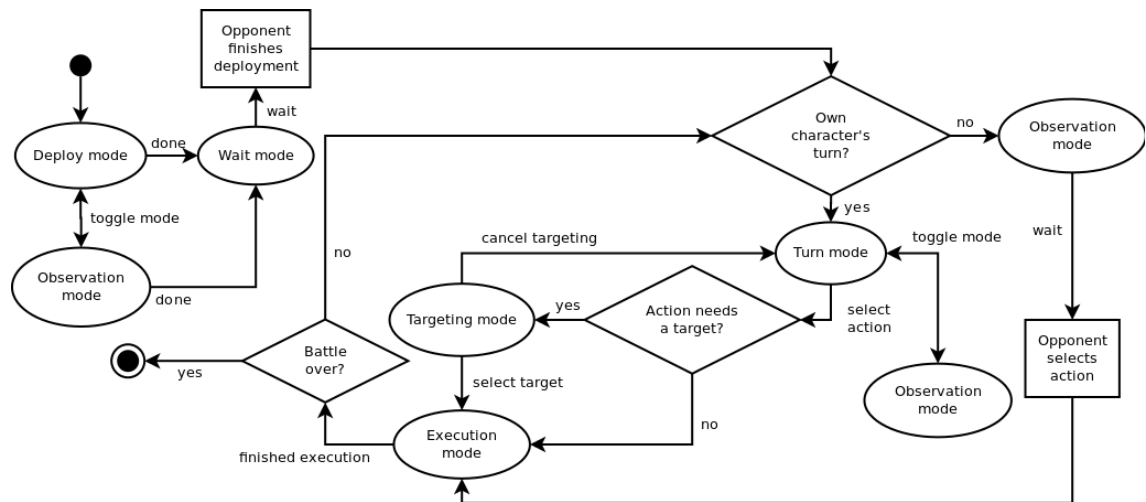 Opponent
finishes
deployment
wait
Deploy mode
done
Wait mode
toggle mode
Observation
mode
done
Own
character's
turn?
no
Observation
mode
yes
wait
no
cancel targeting
Turn mode
toggle mode
Targeting mode
yes
Action needs
a target?
select
action
Battle
over?
yes
select target
Opponent
selects
action
Observation
mode
no
Execution
mode
finished execution